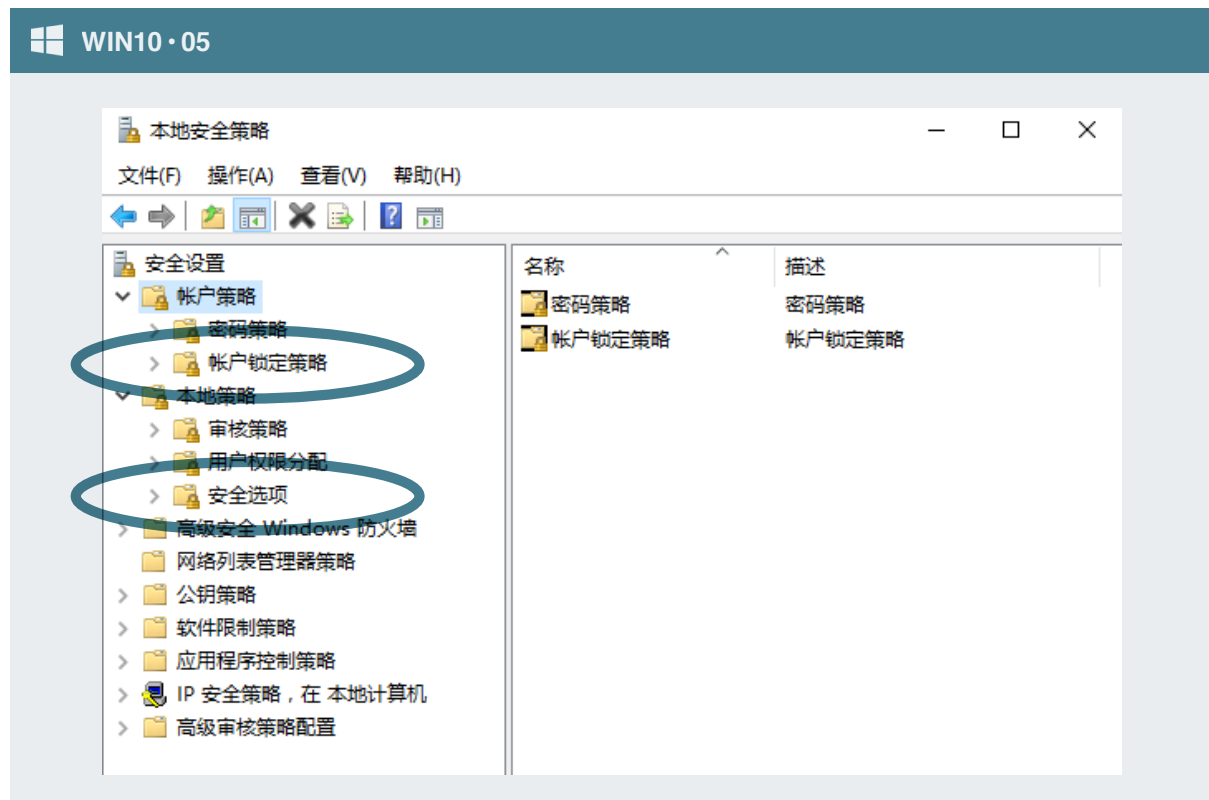 WIN10·05
本地安全策略
文件(F) 操作(A) 查看(V) 帮助(H)
安全设置
帐户策略
密码策略
帐户锁定策略
本地策略
审核策略
用户权限分配
安全选项
高级安全 Windows 防火墙
网络列表管理器策略
公钥策略
软件限制策略
应用程序控制策略
IP 安全策略，在 本地计算机
高级审核策略配置
名称 描述
密码策略 密码策略
帐户锁定策略 帐户锁定策略